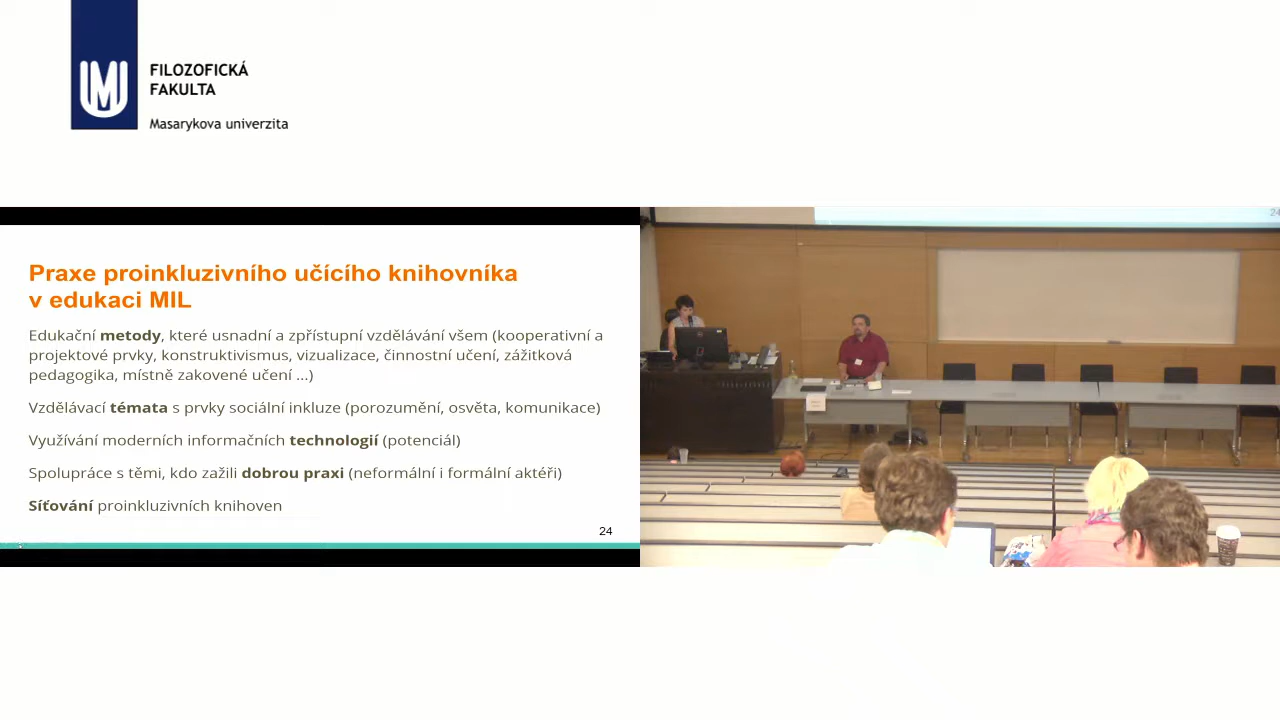 FILOZOFICKÁ
FAKULTA
Masarykova univerzita
Praxe proinkluzivního učícího knihovníka
v edukaci MIL
Edukační metody, které usnadní a zpřístupní vzdělávání všem (kooperativní a
projektové prvky, konstruktivismus, vizualizace, činnostní učení, zážitková
pedagogika, místně zakovené učení ...)
Vzdělávací témata s prvky sociální inkluze (porozumění, osvěta, komunikace)
Využívání moderních informačních technologií (potenciál)
Spolupráce s těmi, kdo zažili dobrou praxi (neformální i formální aktéři)
Síťování proinkluzivních knihoven
24
24